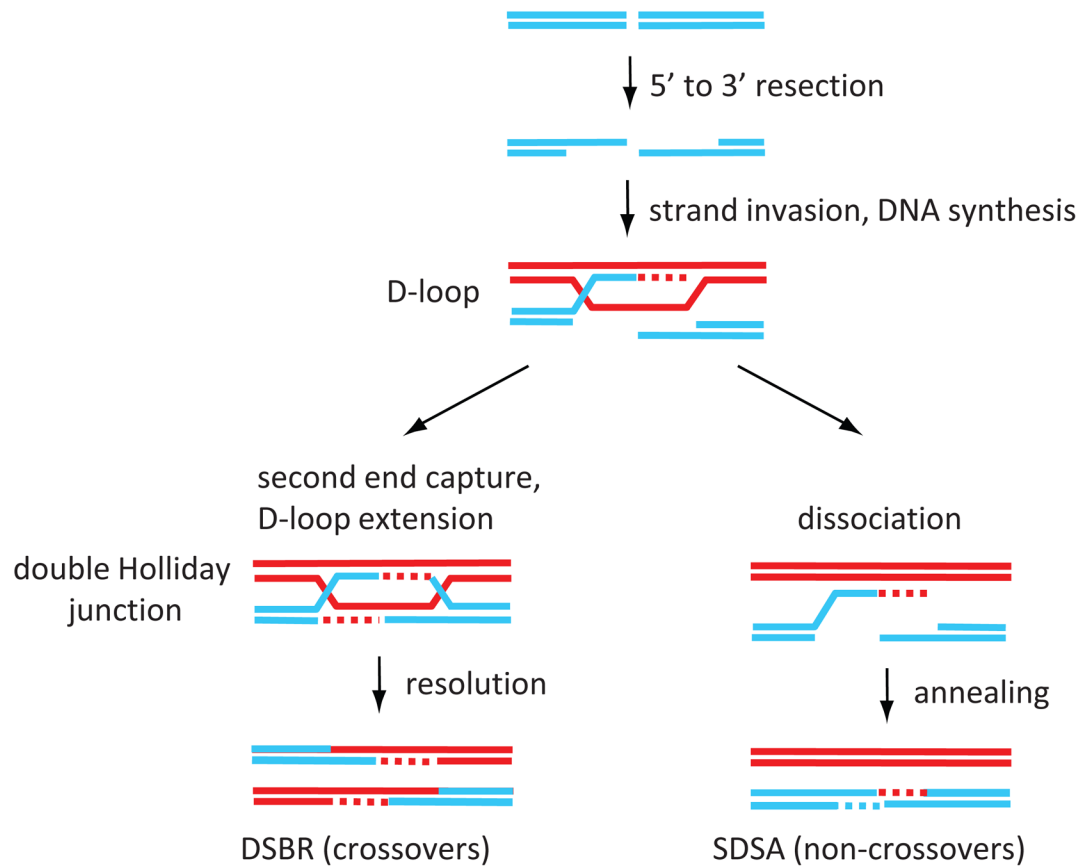 5’ to 3’ resection
strand invasion, DNA synthesis
D-loop
second end capture,
D-loop extension
dissociation
double Holliday
junction
resolution
annealing
DSBR (crossovers)
SDSA (non-crossovers)